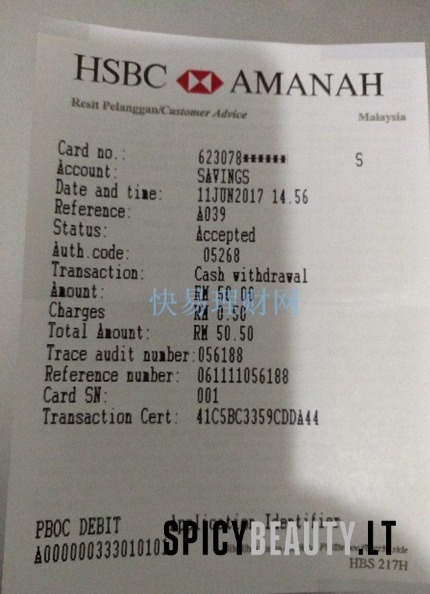 HSBC AMANAH
Resit Pelanggan/Customer Advice
Malaysia
Card no.: 623078****** S
Account: SAVINGS
Date and time: 11JUN2017 14.56
Reference: A039
Status: Accepted
Auth.code: 05268
Transaction: Cash withdrawal
Amount: RM 50.00
快易理财网
Charges RM 0.50
Total Amount: RM 50.50
Trace audit number:056188
Reference number: 061111056188
Card SN: 001
Transaction Cert: 41C5BC3359CDDA44
PBOC DEBIT Application Identifier
A000000333010101
SPICYBEAUTY.LT
HBS 217H